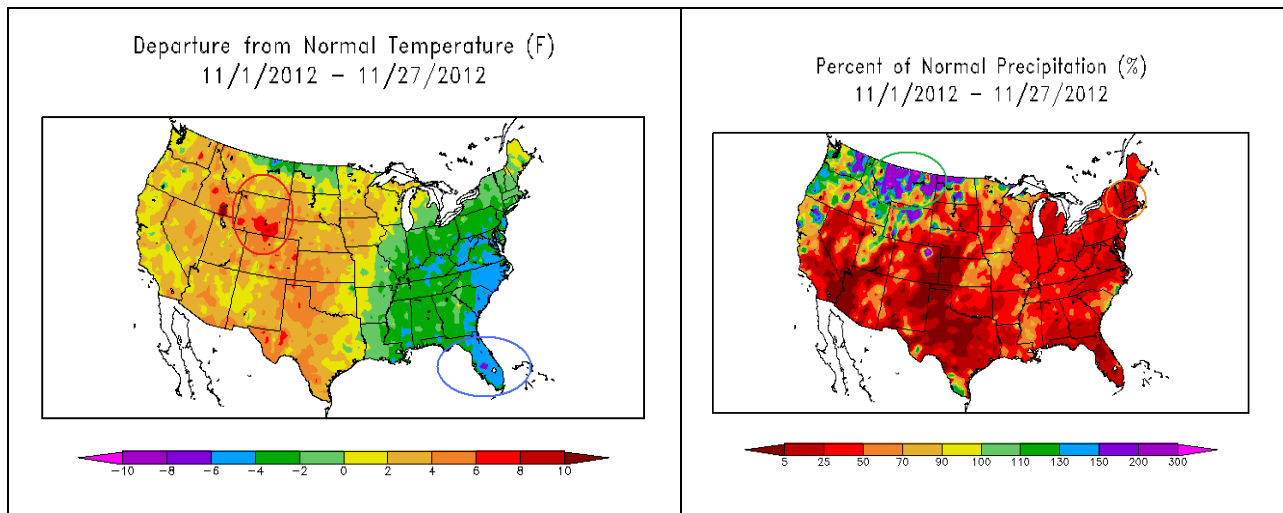 Departure from Normal Temperature (F)
11/1/2012 – 11/27/2012
-10 -8 -6 -4 -2 0 2 4 6 8 10
Percent of Normal Precipitation (%)
11/1/2012 – 11/27/2012
5 25 50 70 90 100 110 130 150 200 300